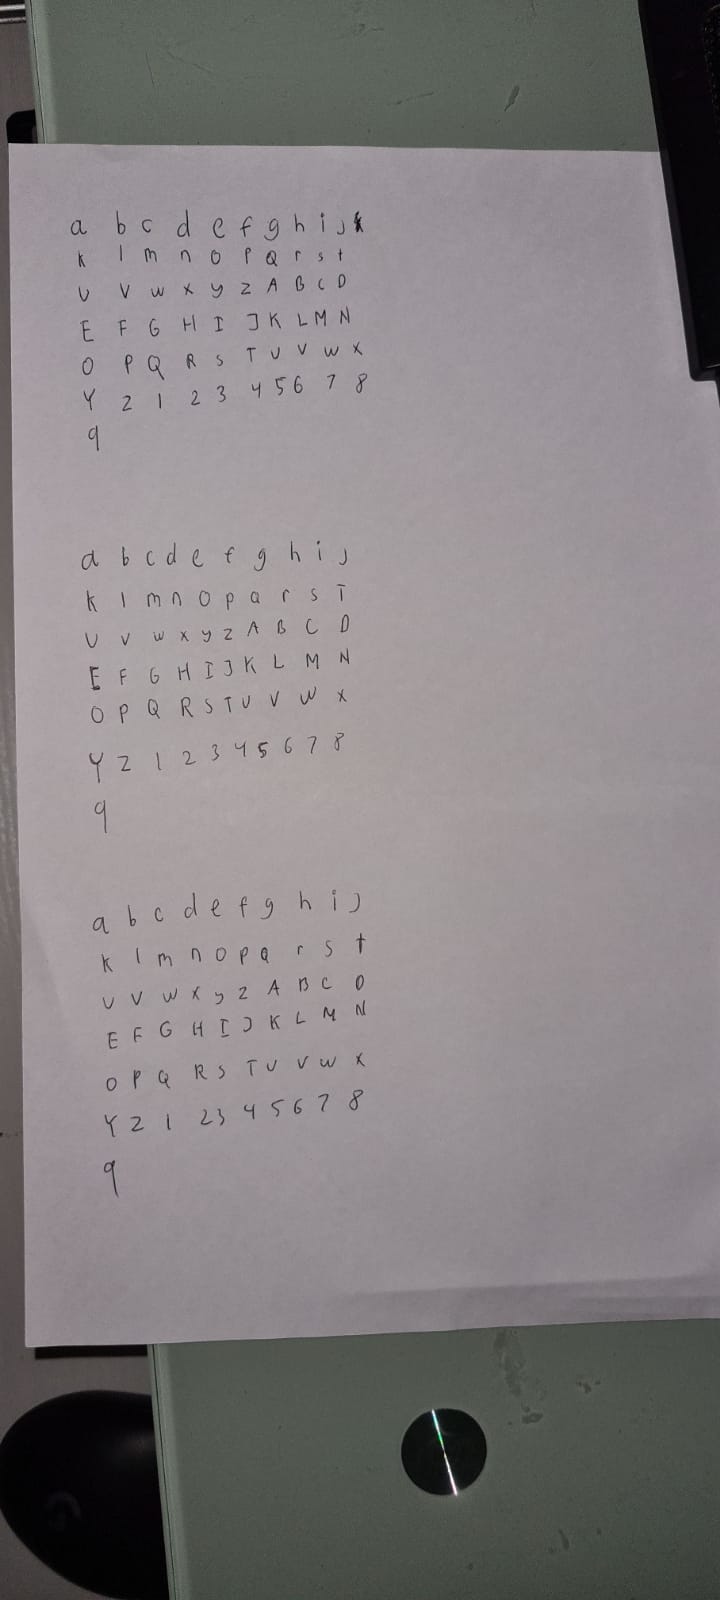 a b c d e f g h i j
k l m n o p Q r s t
u v w x y z A B C D
E F G H I J K L M N
O P Q R S T U V W X
Y Z 1 2 3 4 5 6 7 8
9
a b c d e f g h i j
k l m n o p q r s T
u v w x y z A B C D
E F G H I J K L M N
O P Q R S T U V W X
Y Z 1 2 3 4 5 6 7 8
9
a b c d e f g h i j
k l m n o p q r s t
u v w x y z A B C D
E F G H I J K L M N
O P Q R S T U V W X
Y Z 1 2 3 4 5 6 7 8
9